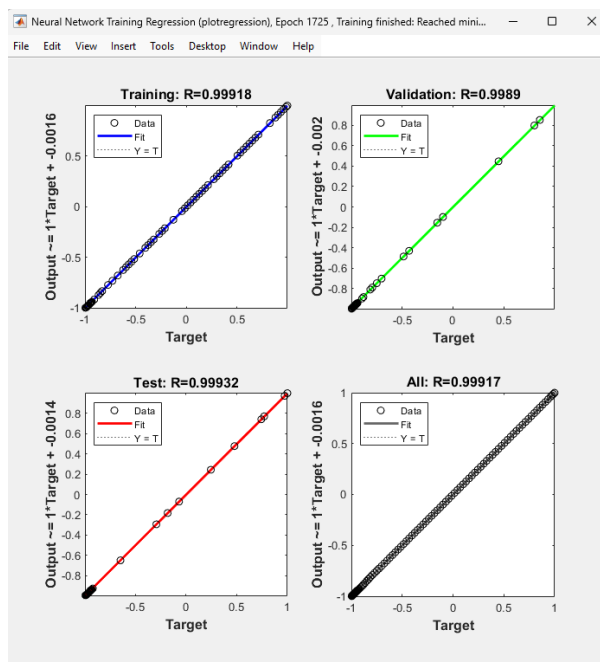 Neural Network Training Regression (plotregression), Epoch 1725 , Training finished: Reached mini...
File Edit View Insert Tools Desktop Window Help
Training: R=0.99918
Output ~= 1*Target + -0.0016
Data
Fit
Y = T
0.5
0
-0.5
-1
-1 -0.5 0 0.5
Target
Validation: R=0.9989
Output ~= 1*Target + -0.002
Data
Fit
Y = T
0.8
0.6
0.4
0.2
0
-0.2
-0.4
-0.6
-0.8
-0.5 0 0.5
Target
Test: R=0.99932
Output ~= 1*Target + -0.0014
Data
Fit
Y = T
0.8
0.6
0.4
0.2
0
-0.2
-0.4
-0.6
-0.8
-0.5 0 0.5 1
Target
All: R=0.99917
Output ~= 1*Target + -0.0016
Data
Fit
Y = T
1
0.5
0
-0.5
-1
-1 -0.5 0 0.5 1
Target